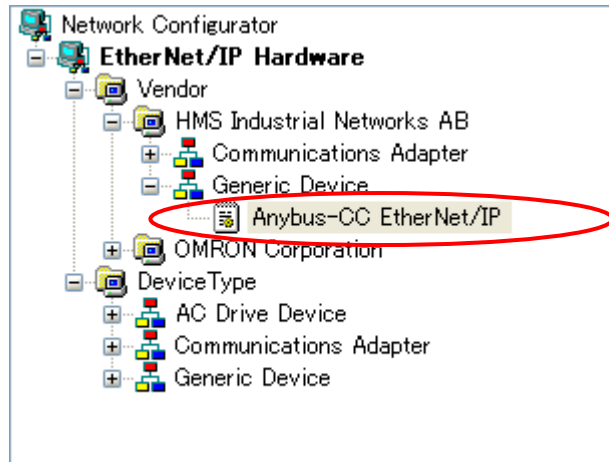 Network Configurator
EtherNet/IP Hardware
Vendor
HMS Industrial Networks AB
Communications Adapter
Generic Device
Anybus-CC EtherNet/IP
OMRON Corporation
DeviceType
AC Drive Device
Communications Adapter
Generic Device